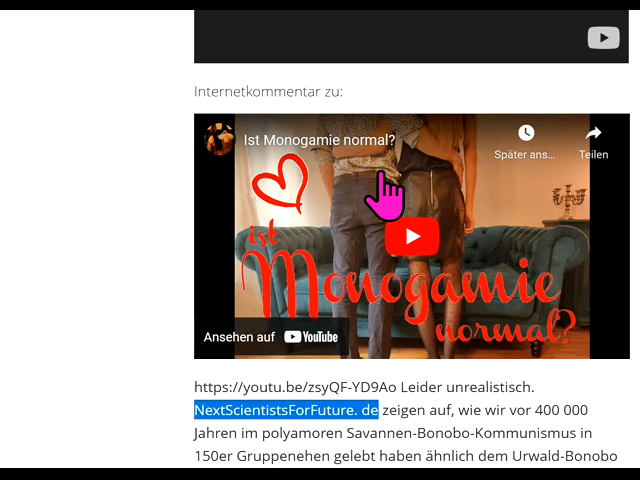 Internetkommentar zu:
Ist Monogamie normal?
Später ans...
Teilen
ist
Monogamie
normal?
Ansehen auf YouTube
https://youtu.be/zsyQF-YD9Ao Leider unrealistisch.
NextScientistsForFuture. de zeigen auf, wie wir vor 400 000
Jahren im polyamoren Savannen-Bonobo-Kommunismus in
150er Gruppenehen gelebt haben ähnlich dem Urwald-Bonobo